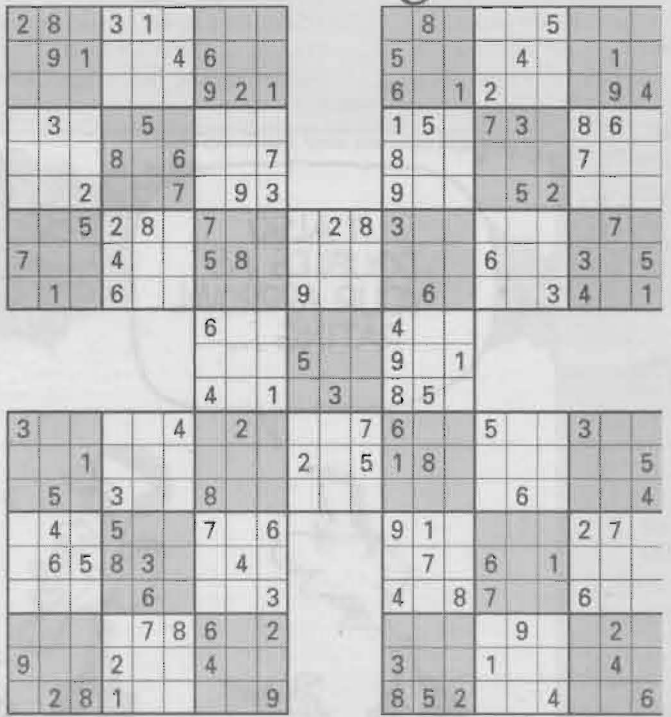 2 8 3 1 8 5
9 1 4 6 5 4 1
9 2 1 6 1 2 9 4
3 5 1 5 7 3 8 6
8 6 7 8 7
2 7 9 3 9 5 2
5 2 8 7 2 8 3 7
7 4 5 8 6 3 5
1 6 9 6 3 4 1
6 4
5 9 1
4 1 3 8 5
3 4 2 7 6 5 3
1 2 5 1 8 5
5 3 8 6 4
4 5 7 6 9 1 2 7
6 5 8 3 4 7 6 1
6 3 4 8 7 6
7 8 6 2 9 2
9 2 4 3 1 4
2 8 1 9 8 5 2 4 6